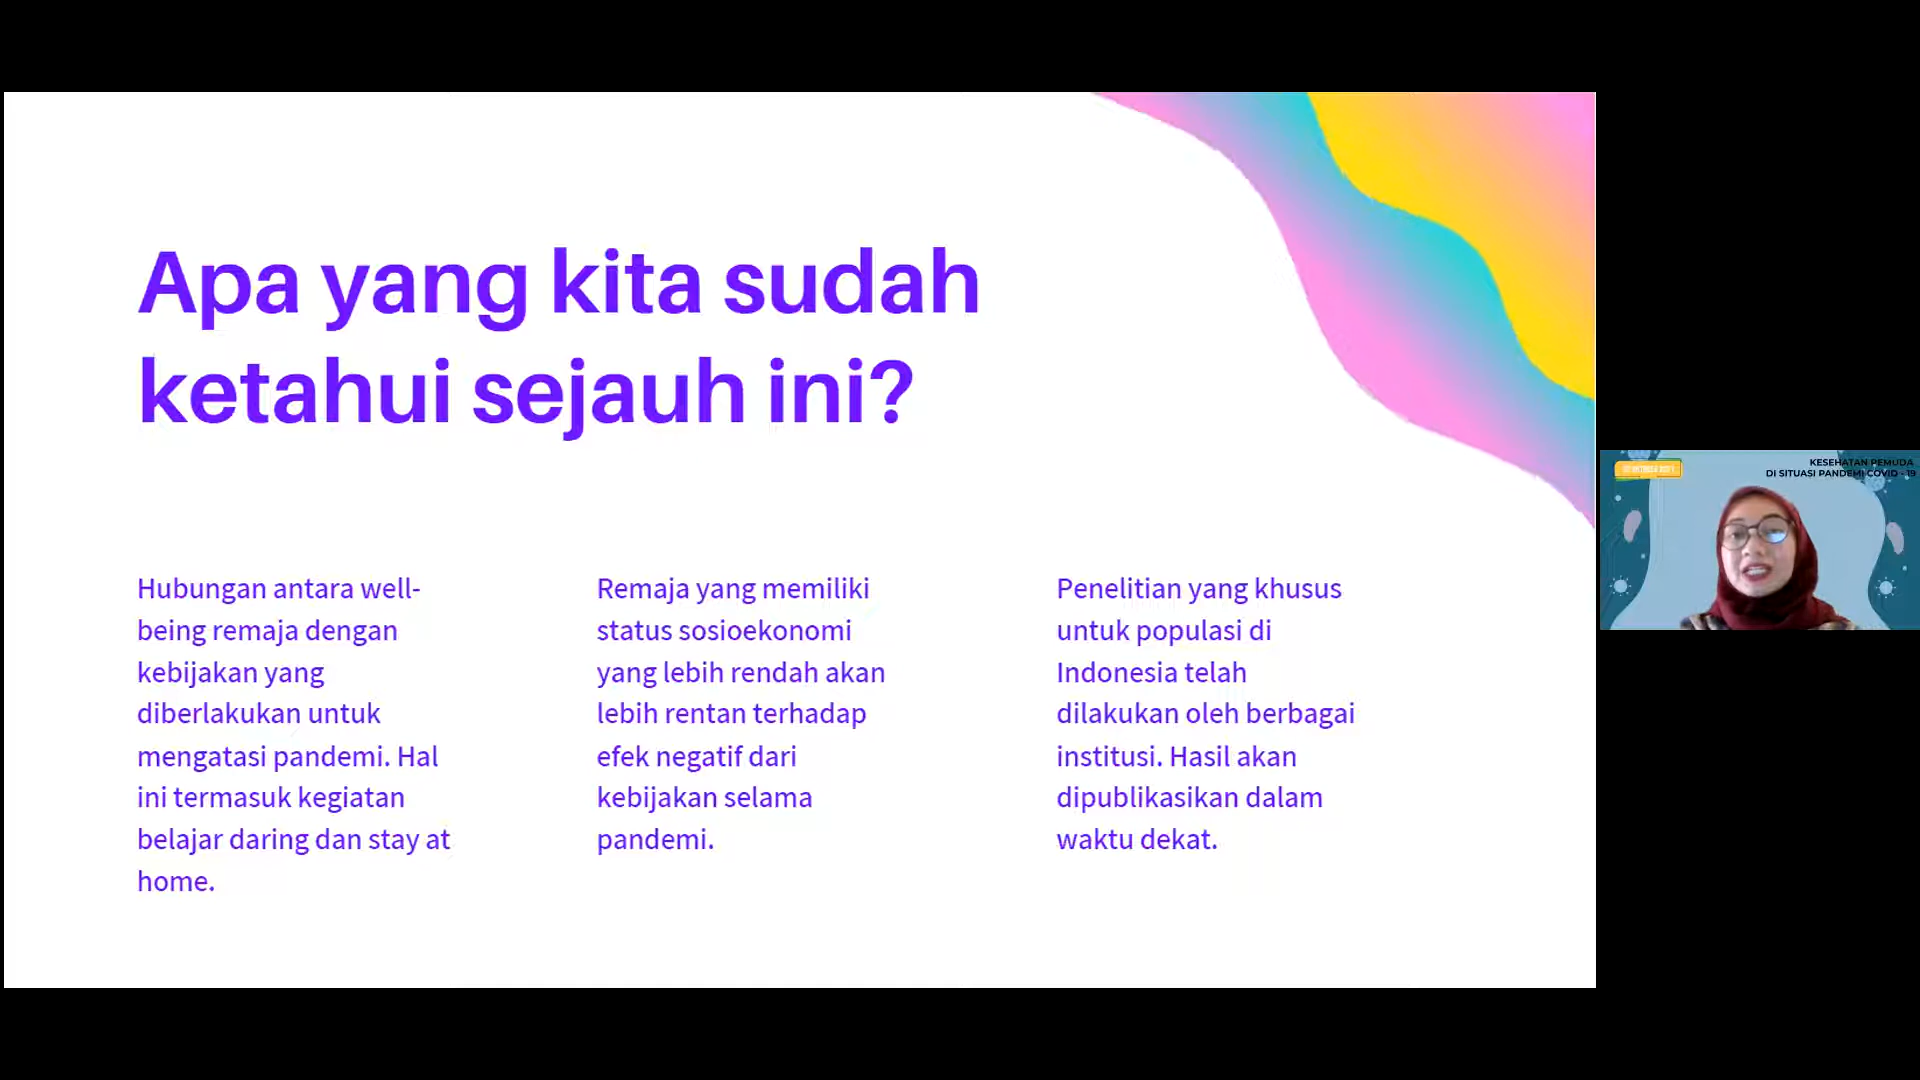 Apa yang kita sudah
ketahui sejauh ini?
Hubungan antara well-
being remaja dengan
kebijakan yang
diberlakukan untuk
mengatasi pandemi. Hal
ini termasuk kegiatan
belajar daring dan stay at
home.
Remaja yang memiliki
status sosioekonomi
yang lebih rendah akan
lebih rentan terhadap
efek negatif dari
kebijakan selama
pandemi.
Penelitian yang khusus
untuk populasi di
Indonesia telah
dilakukan oleh berbagai
institusi. Hasil akan
dipublikasikan dalam
waktu dekat.
KESEHATAN PEMUDA
DI SITUASI PANDEMI COVID - 19